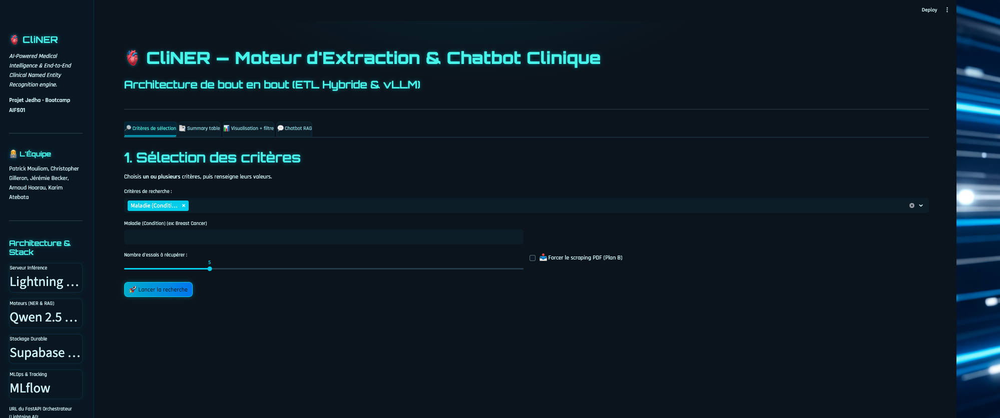 Deploy
CliNER
AI-Powered Medical
Intelligence & End-to-End
Clinical Named Entity
Recognition engine.
Projet Jedha - Bootcamp
AIFS01
L'Équipe
Patrick Mouliom, Christopher
Gilleron, Jérémie Becker,
Arnaud Hoarau, Karim
Atebata
Architecture &
Stack
Serveur Inférence
Lightning ...
Moteurs (NER & RAG)
Qwen 2.5 ...
Stockage Durable
Supabase ...
MLOps & Tracking
MLflow
URL du FastAPI Orchestrateur
(Lightning AI):
CliNER – Moteur d'Extraction & Chatbot Clinique
Architecture de bout en bout (ETL Hybride & vLLM)
Critères de sélection
Summary table
Visualisation + filtre
Chatbot RAG
1. Sélection des critères
Choisis un ou plusieurs critères, puis renseigne leurs valeurs.
Critères de recherche :
Maladie (Conditi...
Maladie (Condition) (ex: Breast Cancer)
Nombre d'essais à récupérer :
5
Forcer le scraping PDF (Plan B)
Lancer la recherche